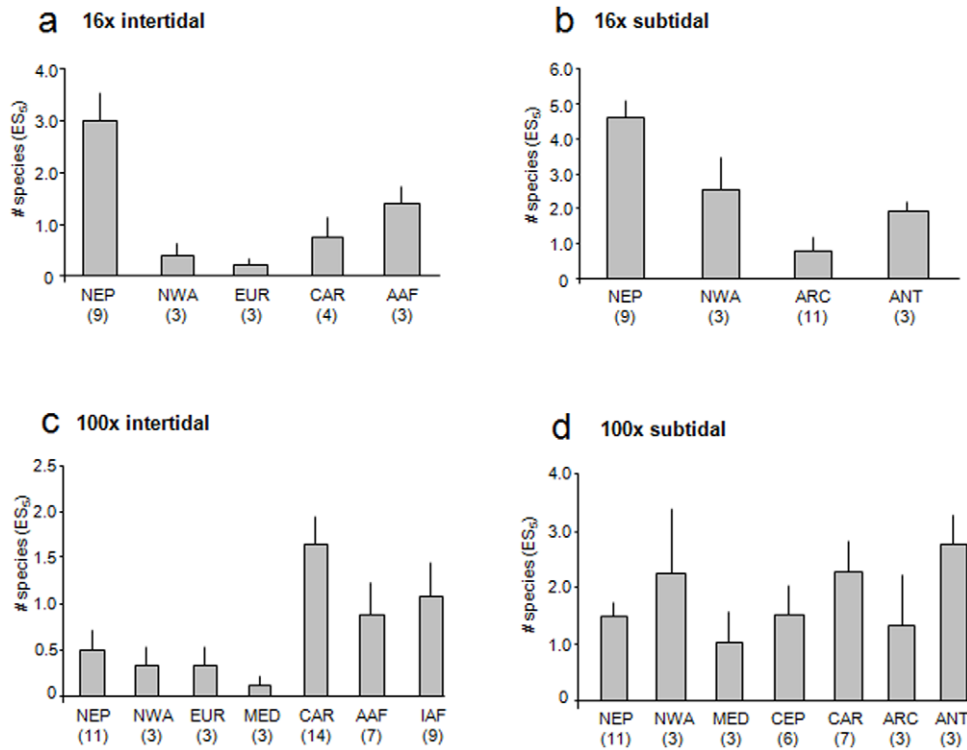 a 16x intertidal
# species (ES5)
4.0
3.0
2.0
1.0
0
NEP NWA EUR CAR AAF
(9) (3) (3) (4) (3)
b 16x subtidal
# species (ES5)
6.0
5.0
4.0
3.0
2.0
1.0
0
NEP NWA ARC ANT
(9) (3) (11) (3)
c 100x intertidal
# species (ES5)
2.5
2.0
1.5
1.0
0.5
0
NEP NWA EUR MED CAR AAF IAF
(11) (3) (3) (3) (14) (7) (9)
d 100x subtidal
# species (ES5)
4.0
3.0
2.0
1.0
0
NEP NWA MED CEP CAR ARC ANT
(11) (3) (3) (6) (7) (3) (3)